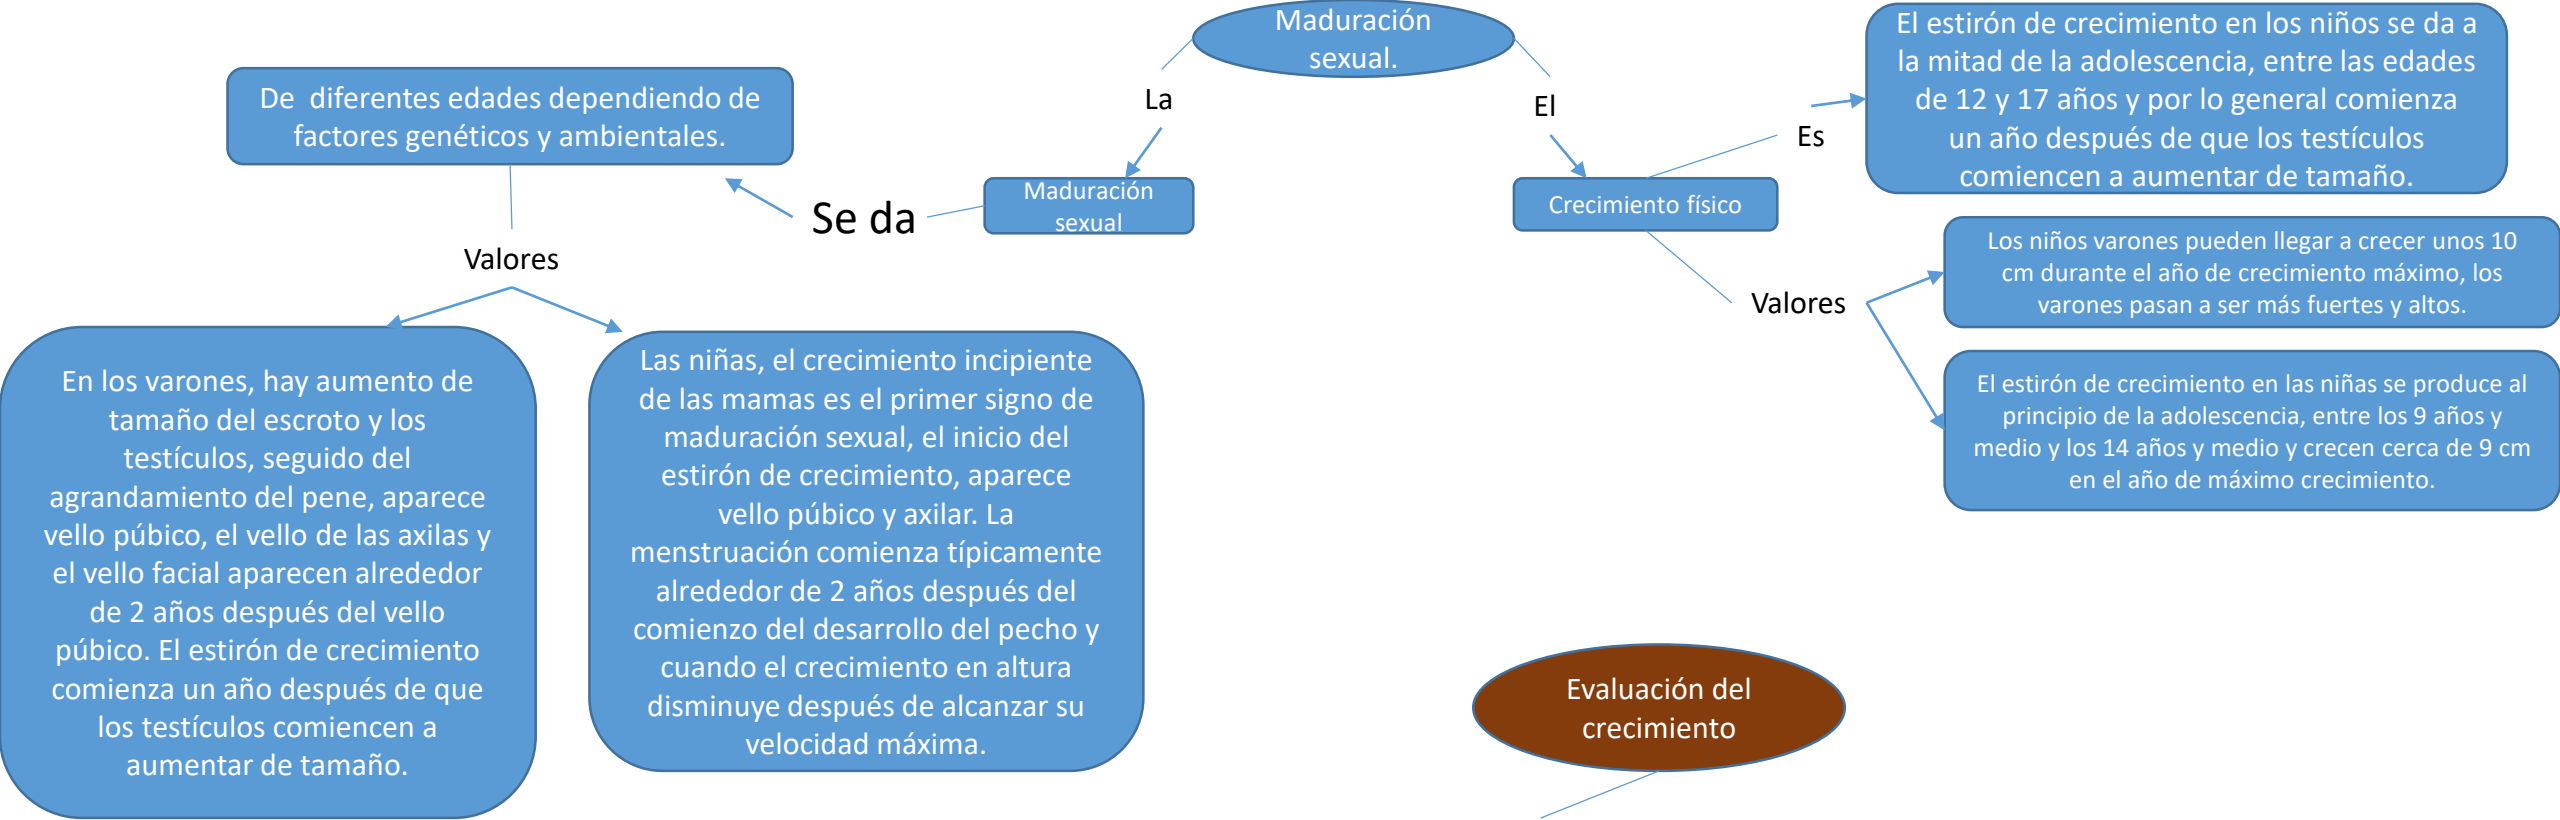 Maduración
sexual.
La
El
De  diferentes edades dependiendo de
factores genéticos y ambientales.
Se da
Maduración
sexual
Valores
En los varones, hay aumento de
tamaño del escroto y los
testículos, seguido del
agrandamiento del pene, aparece
vello púbico, el vello de las axilas y
el vello facial aparecen alrededor
de 2 años después del vello
púbico. El estirón de crecimiento
comienza un año después de que
los testículos comiencen a
aumentar de tamaño.
Las niñas, el crecimiento incipiente
de las mamas es el primer signo de
maduración sexual, el inicio del
estirón de crecimiento, aparece
vello púbico y axilar. La
menstruación comienza típicamente
alrededor de 2 años después del
comienzo del desarrollo del pecho y
cuando el crecimiento en altura
disminuye después de alcanzar su
velocidad máxima.
Crecimiento físico
Es
El estirón de crecimiento en los niños se da a
la mitad de la adolescencia, entre las edades
de 12 y 17 años y por lo general comienza
un año después de que los testículos
comiencen a aumentar de tamaño.
Valores
Los niños varones pueden llegar a crecer unos 10
cm durante el año de crecimiento máximo, los
varones pasan a ser más fuertes y altos.
El estirón de crecimiento en las niñas se produce al
principio de la adolescencia, entre los 9 años y
medio y los 14 años y medio y crecen cerca de 9 cm
en el año de máximo crecimiento.
Evaluación del
crecimiento